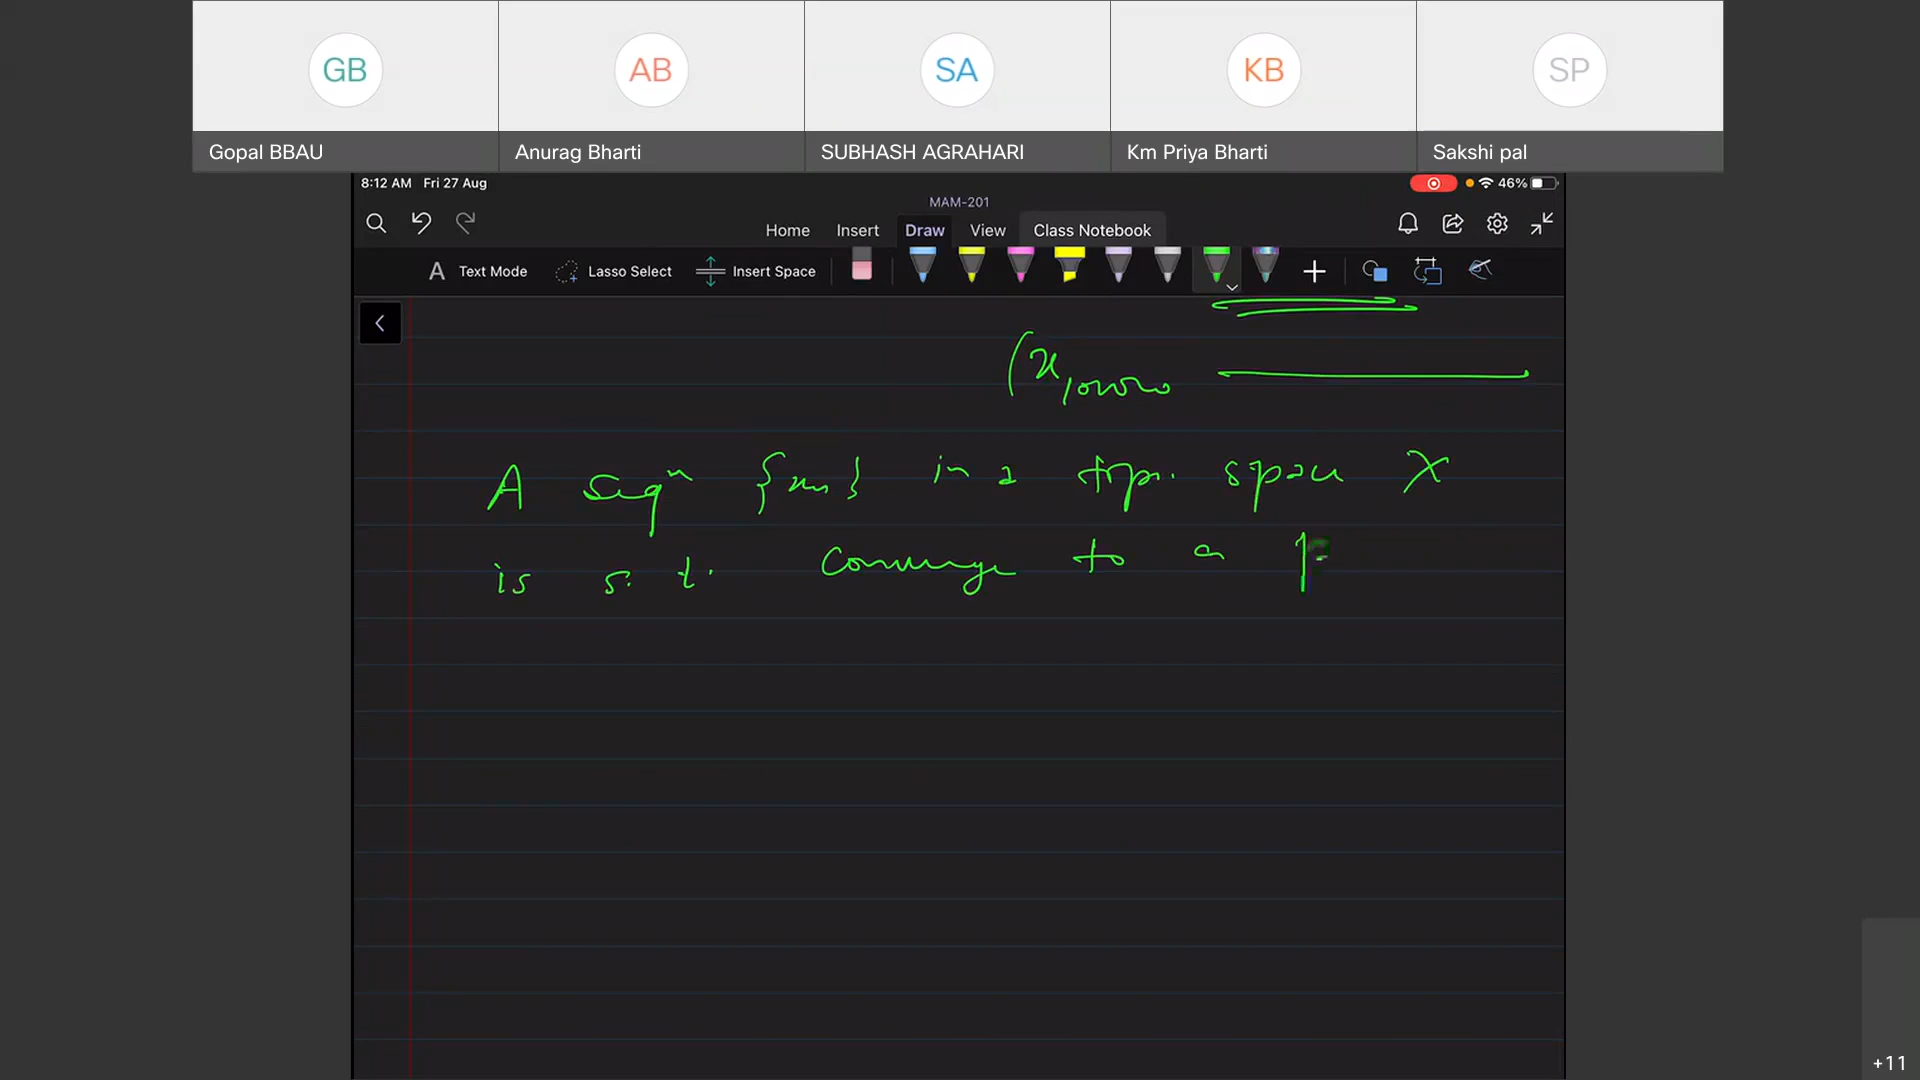 GB AB SA KB SP
Gopal BBAU Anurag Bharti SUBHASH AGRAHARI Km Priya Bharti Sakshi pal
8:12 AM Fri 27 Aug 46%
MAM-201
Home Insert Draw View Class Notebook
A Text Mode Lasso Select Insert Space
A seqⁿ {xn} in a top. space X
is s.t. converge to a
+11